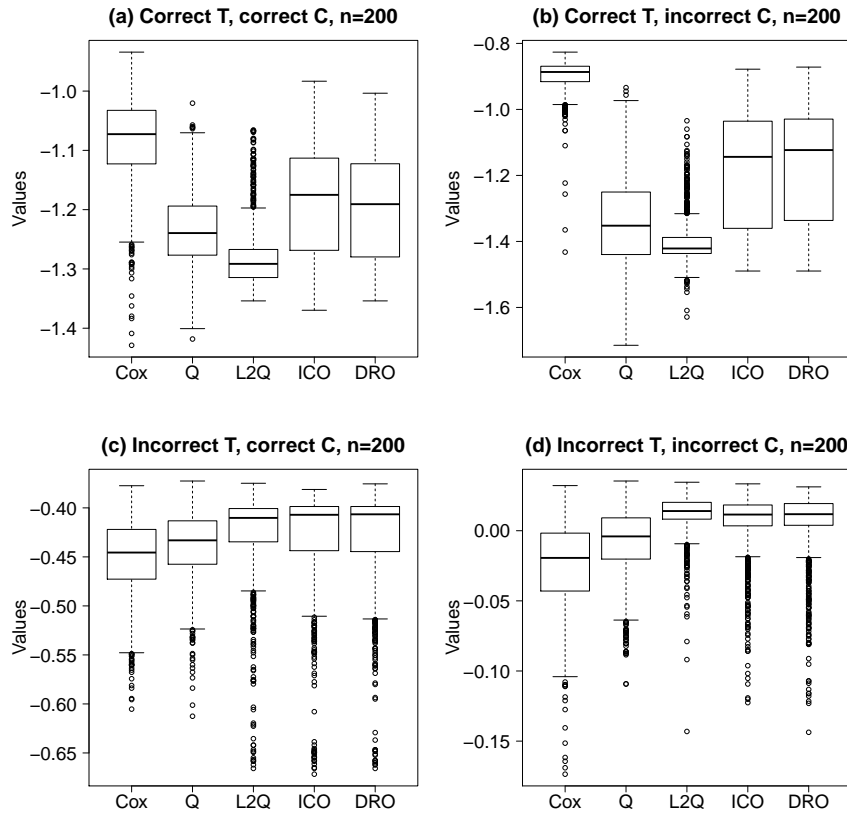 (a) Correct T, correct C, n=200
Values
−1.0
−1.1
−1.2
−1.3
−1.4
Cox Q L2Q ICO DRO
(b) Correct T, incorrect C, n=200
Values
−0.8
−1.0
−1.2
−1.4
−1.6
Cox Q L2Q ICO DRO
(c) Incorrect T, correct C, n=200
Values
−0.40
−0.45
−0.50
−0.55
−0.60
−0.65
Cox Q L2Q ICO DRO
(d) Incorrect T, incorrect C, n=200
Values
0.00
−0.05
−0.10
−0.15
Cox Q L2Q ICO DRO